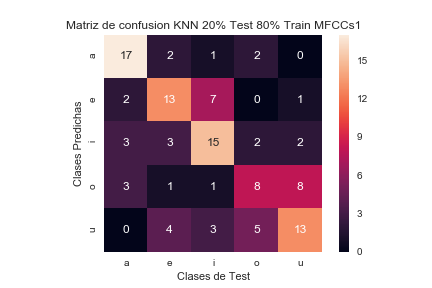 Matriz de confusion KNN 20% Test 80% Train MFCCs1
a 17 2 1 2 0
e 2 13 7 0 1
i 3 3 15 2 2
o 3 1 1 8 8
u 0 4 3 5 13
a e i o u
Clases Predichas
Clases de Test
15
12
9
6
3
0